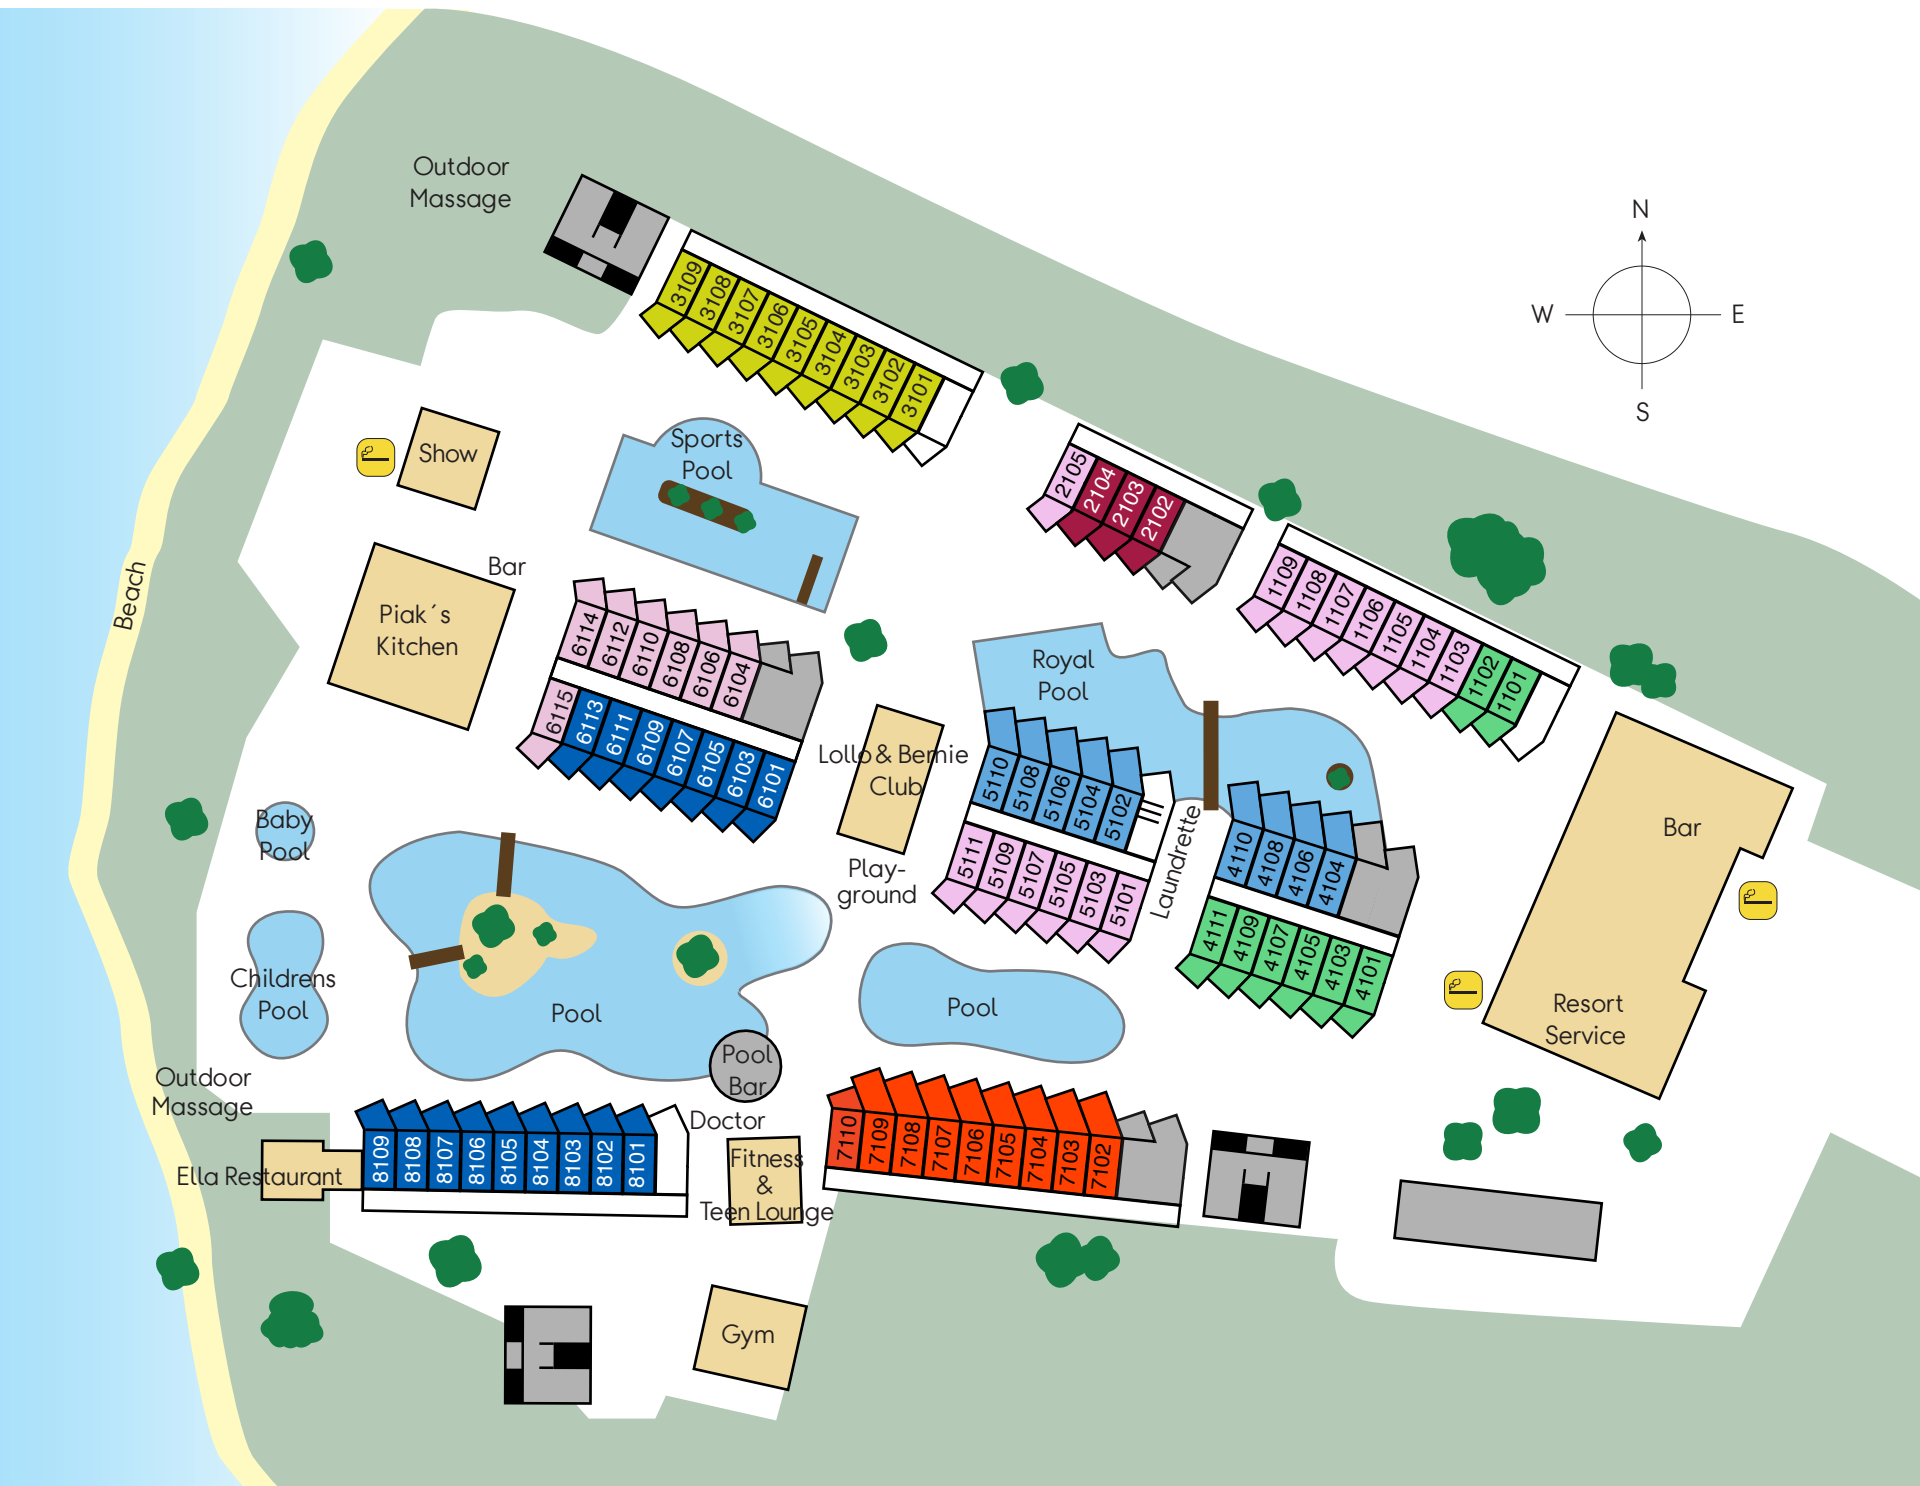 Outdoor
Massage
N
W
E
S
3109
3108
3107
3106
3105
3104
3103
3102
3101
Show
Sports
Pool
2105
2104
2103
2102
1109
1108
1107
1106
1105
1104
1103
1102
1101
Beach
Bar
Piak´s
Kitchen
6114
6112
6110
6108
6106
6104
6115
6113
6111
6109
6107
6105
6103
6101
Royal
Pool
Lollo & Bernie
Club
5110
5108
5106
5104
5102
5111
5109
5107
5105
5103
5101
Laundrette
4110
4108
4106
4104
4111
4109
4107
4105
4103
4101
Bar
Resort
Service
Baby
Pool
Play-
ground
Childrens
Pool
Pool
Pool
Pool
Bar
Outdoor
Massage
Doctor
Ella Restaurant
8109
8108
8107
8106
8105
8104
8103
8102
8101
Fitness
&
Teen Lounge
7110
7109
7108
7107
7106
7105
7104
7103
7102
Gym